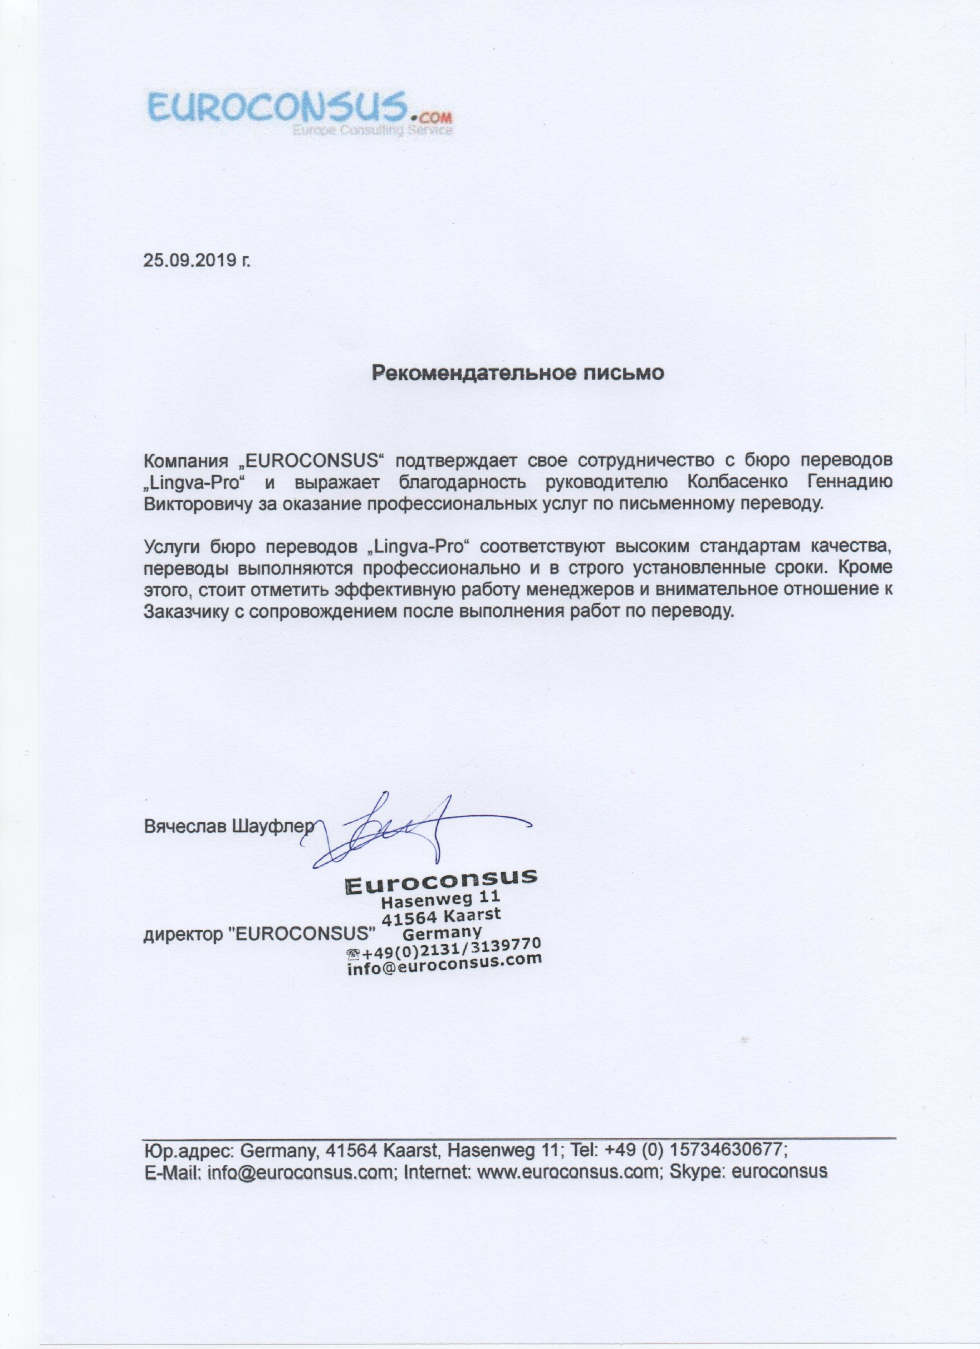 EUROCONSUS.COM
Europe Consulting Service
25.09.2019 г.
Рекомендательное письмо
Компания „EUROCONSUS“ подтверждает свое сотрудничество с бюро переводов
„Lingva-Pro“ и выражает благодарность руководителю Колбасенко Геннадию
Викторовичу за оказание профессиональных услуг по письменному переводу.
Услуги бюро переводов „Lingva-Pro“ соответствуют высоким стандартам качества,
переводы выполняются профессионально и в строго установленные сроки. Кроме
этого, стоит отметить эффективную работу менеджеров и внимательное отношение к
Заказчику с сопровождением после выполнения работ по переводу.
Вячеслав Шауфлер
Euroconsus
Hasenweg 11
41564 Kaarst
Germany
☏+49(0)2131/3139770
info@euroconsus.com
директор "EUROCONSUS"
Юр.адрес: Germany, 41564 Kaarst, Hasenweg 11; Tel: +49 (0) 15734630677;
E-Mail: info@euroconsus.com; Internet: www.euroconsus.com; Skype: euroconsus